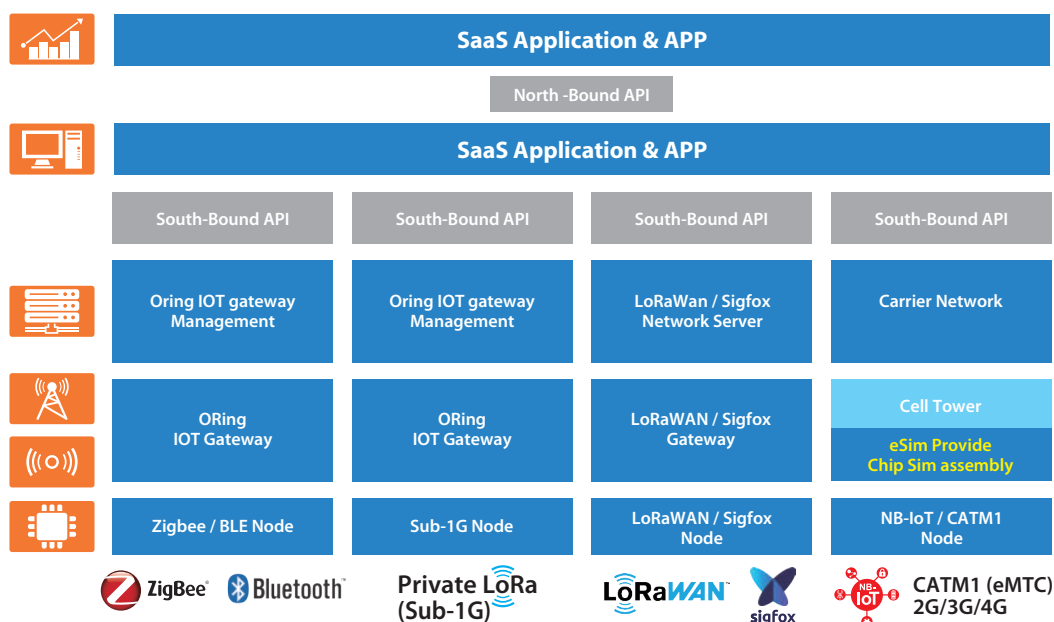 SaaS Application & APP
North -Bound API
SaaS Application & APP
South-Bound API
South-Bound API
South-Bound API
South-Bound API
Oring IOT gateway
Management
Oring IOT gateway
Management
LoRaWan / Sigfox
Network Server
Carrier Network
ORing
IOT Gateway
ORing
IOT Gateway
LoRaWAN / Sigfox
Gateway
Cell Tower
eSim Provide
Chip Sim assembly
Zigbee / BLE Node
Sub-1G Node
LoRaWAN / Sigfox
Node
NB-IoT / CATM1
Node
ZigBee®
Bluetooth™
Private LoRa
(Sub-1G)
LoRaWAN™
sigfox
NB-
IoT
CATM1 (eMTC)
2G/3G/4G